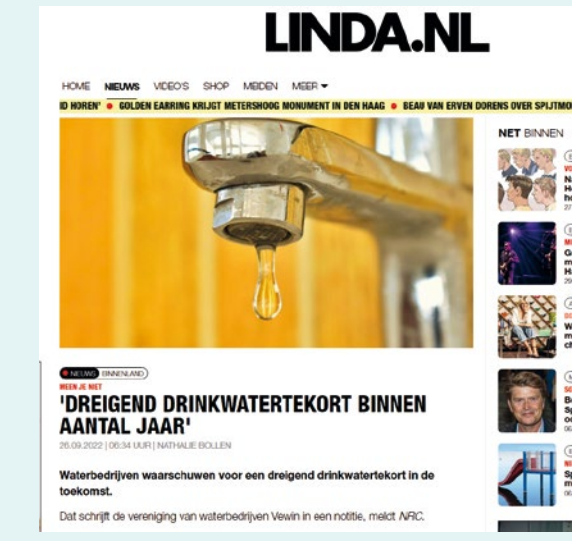 LINDA.NL
HOME NIEUWS VIDEO'S SHOP MEIDEN MEER
ID HOREN' GOLDEN EARRING KRIJGT METERSHOOG MONUMENT IN DEN HAAG BEAU VAN ERVEN DORENS OVER SPIJTMO
NET BINNEN
NIEUWS BINNENLAND
MEEN JE NIET
'DREIGEND DRINKWATERTEKORT BINNEN
AANTAL JAAR'
26.09.2022 | 06:34 UUR | NATHALIE BOLLEN
Waterbedrijven waarschuwen voor een dreigend drinkwatertekort in de
toekomst.
Dat schrijft de vereniging van waterbedrijven Vewin in een notitie, meldt NRC.